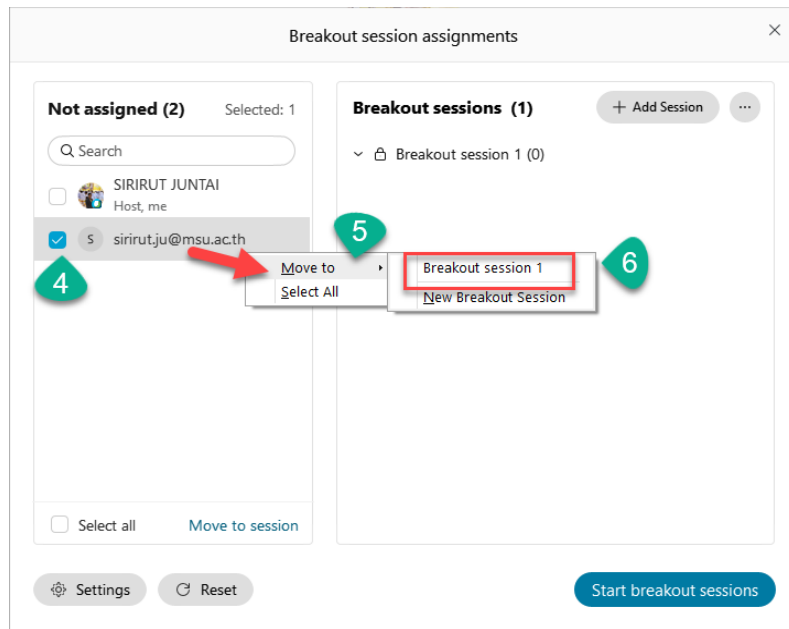 Breakout session assignments
Not assigned (2)
Selected: 1
Search
SIRIRUT JUNTAI
Host, me
S
sirirut.ju@msu.ac.th
4
5
Move to
Select All
Breakout session 1
New Breakout Session
6
Select all
Move to session
Breakout sessions (1)
+ Add Session
...
Breakout session 1 (0)
Settings
Reset
Start breakout sessions